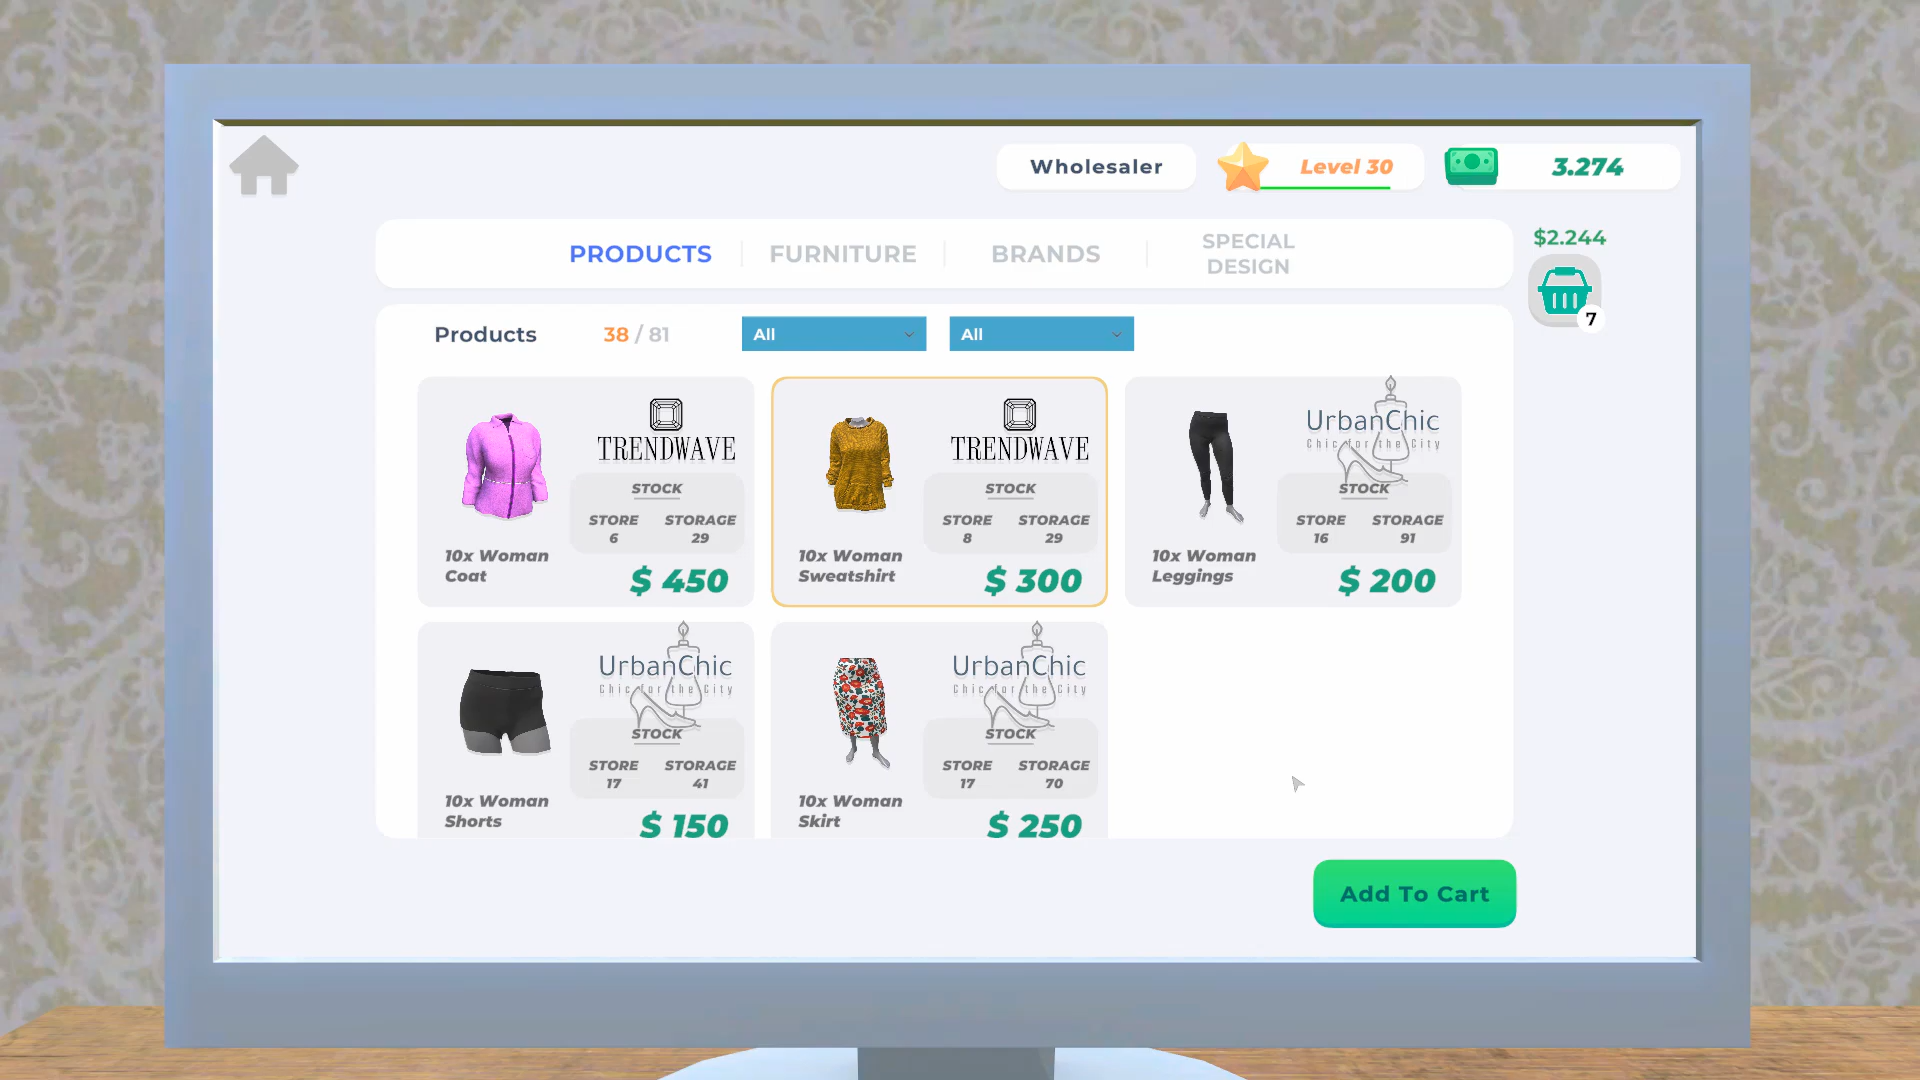 Wholesaler
Level 30
3.274
PRODUCTS
FURNITURE
BRANDS
SPECIAL
DESIGN
$2.244
7
Products
38 / 81
All
All
TRENDWAVE
STOCK
STORE STORAGE
6 29
10x Woman
Coat
$ 450
TRENDWAVE
STOCK
STORE STORAGE
8 29
10x Woman
Sweatshirt
$ 300
UrbanChic
Chic for the City
STOCK
STORE STORAGE
16 91
10x Woman
Leggings
$ 200
UrbanChic
Chic for the City
STOCK
STORE STORAGE
17 41
10x Woman
Shorts
$ 150
UrbanChic
Chic for the City
STOCK
STORE STORAGE
17 70
10x Woman
Skirt
$ 250
Add To Cart